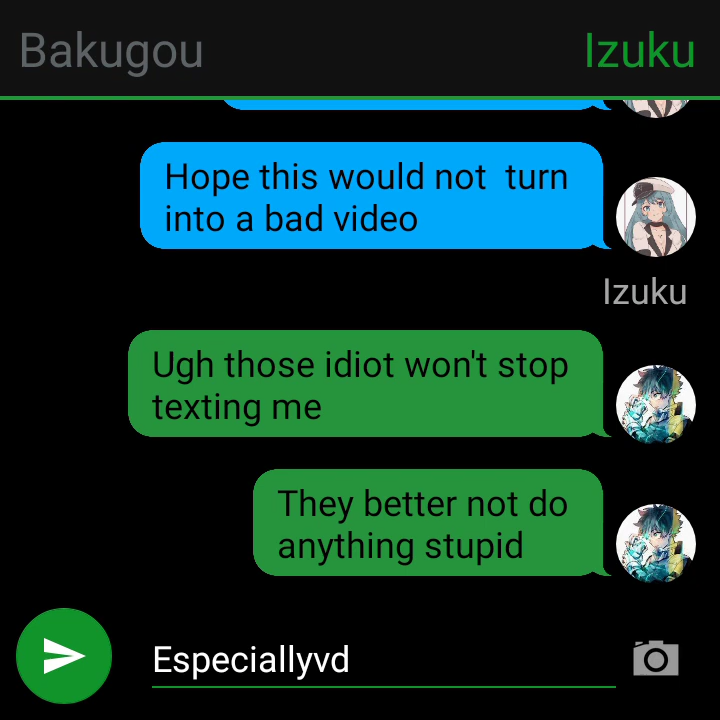 Bakugou Izuku
Hope this would not  turn
into a bad video
Izuku
Ugh those idiot won't stop
texting me
They better not do
anything stupid
Especiallyvd